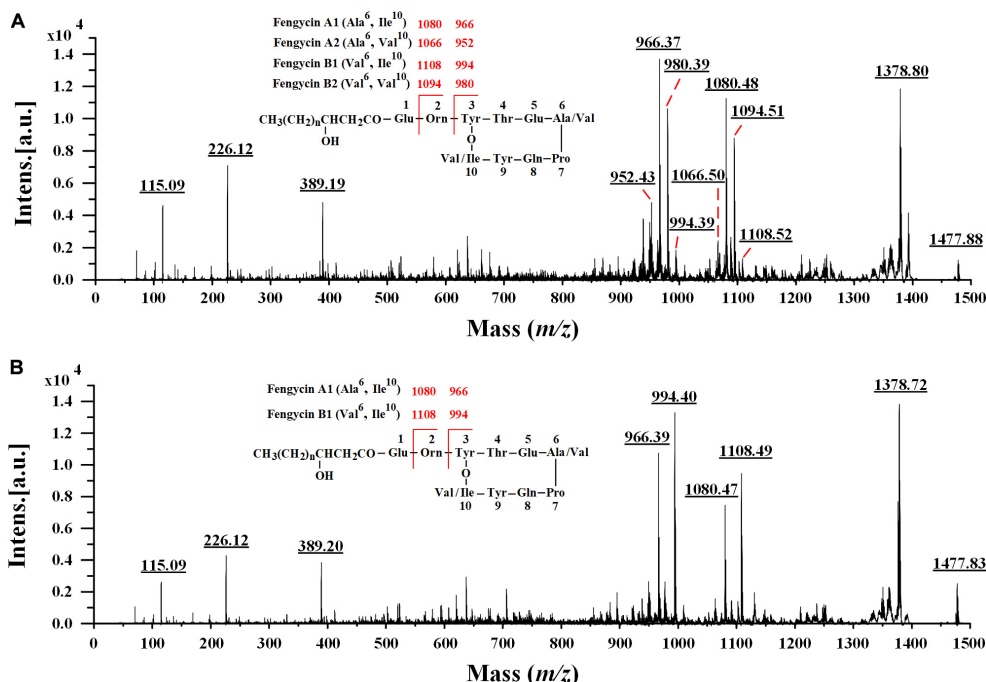 A
x10⁴
Intens.[a.u.]
1.4
1.2
1.0
0.8
0.6
0.4
0.2
0.0
Fengycin A1 (Ala⁶, Ile¹⁰) 1080 966
Fengycin A2 (Ala⁶, Val¹⁰) 1066 952
Fengycin B1 (Val⁶, Ile¹⁰) 1108 994
Fengycin B2 (Val⁶, Val¹⁰) 1094 980
1 2 3 4 5 6
CH3(CH2)nCHCH2CO-Glu-Orn-Tyr-Thr-Glu-Ala/Val
OH O
Val/Ile-Tyr-Gln-Pro
10 9 8 7
115.09
226.12
389.19
952.43
966.37
980.39
994.39
1066.50
1080.48
1094.51
1108.52
1378.80
1477.88
0 100 200 300 400 500 600 700 800 900 1000 1100 1200 1300 1400 1500
Mass (m/z)
B
x10⁴
Intens.[a.u.]
1.4
1.2
1.0
0.8
0.6
0.4
0.2
0.0
Fengycin A1 (Ala⁶, Ile¹⁰) 1080 966
Fengycin B1 (Val⁶, Ile¹⁰) 1108 994
1 2 3 4 5 6
CH3(CH2)nCHCH2CO-Glu-Orn-Tyr-Thr-Glu-Ala/Val
OH O
Val/Ile-Tyr-Gln-Pro
10 9 8 7
115.09
226.12
389.20
966.39
994.40
1080.47
1108.49
1378.72
1477.83
0 100 200 300 400 500 600 700 800 900 1000 1100 1200 1300 1400 1500
Mass (m/z)